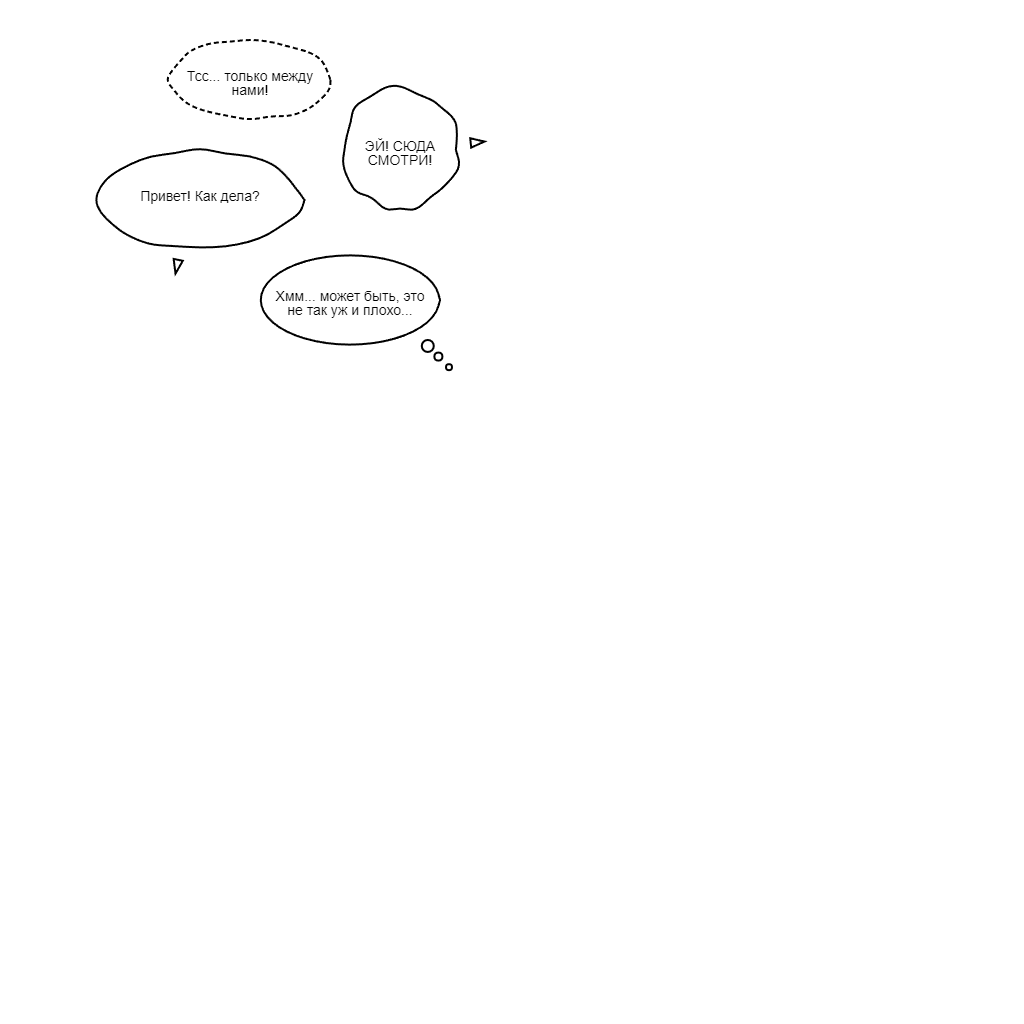 Тсс... только между
нами!
ЭЙ! СЮДА
СМОТРИ!
Привет! Как дела?
Хмм... может быть, это
не так уж и плохо...